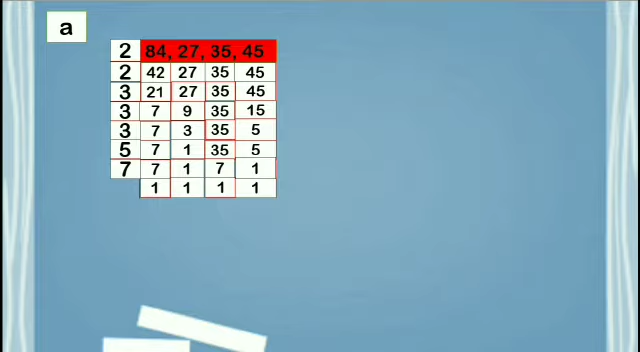 a
2 84, 27, 35, 45
2 42 27 35 45
3 21 27 35 45
3 7 9 35 15
3 7 3 35 5
5 7 1 35 5
7 7 1 7 1
1 1 1 1